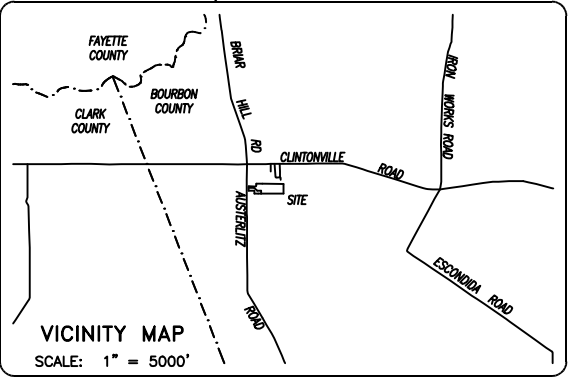 FAYETTE
COUNTY
BOURBON
COUNTY
CLARK
COUNTY
BRIAR HILL RD
IRON WORKS ROAD
CLINTONVILLE ROAD
AUSTERLITZ ROAD
SITE
ESCONDIDA ROAD
VICINITY MAP
SCALE: 1" = 5000'